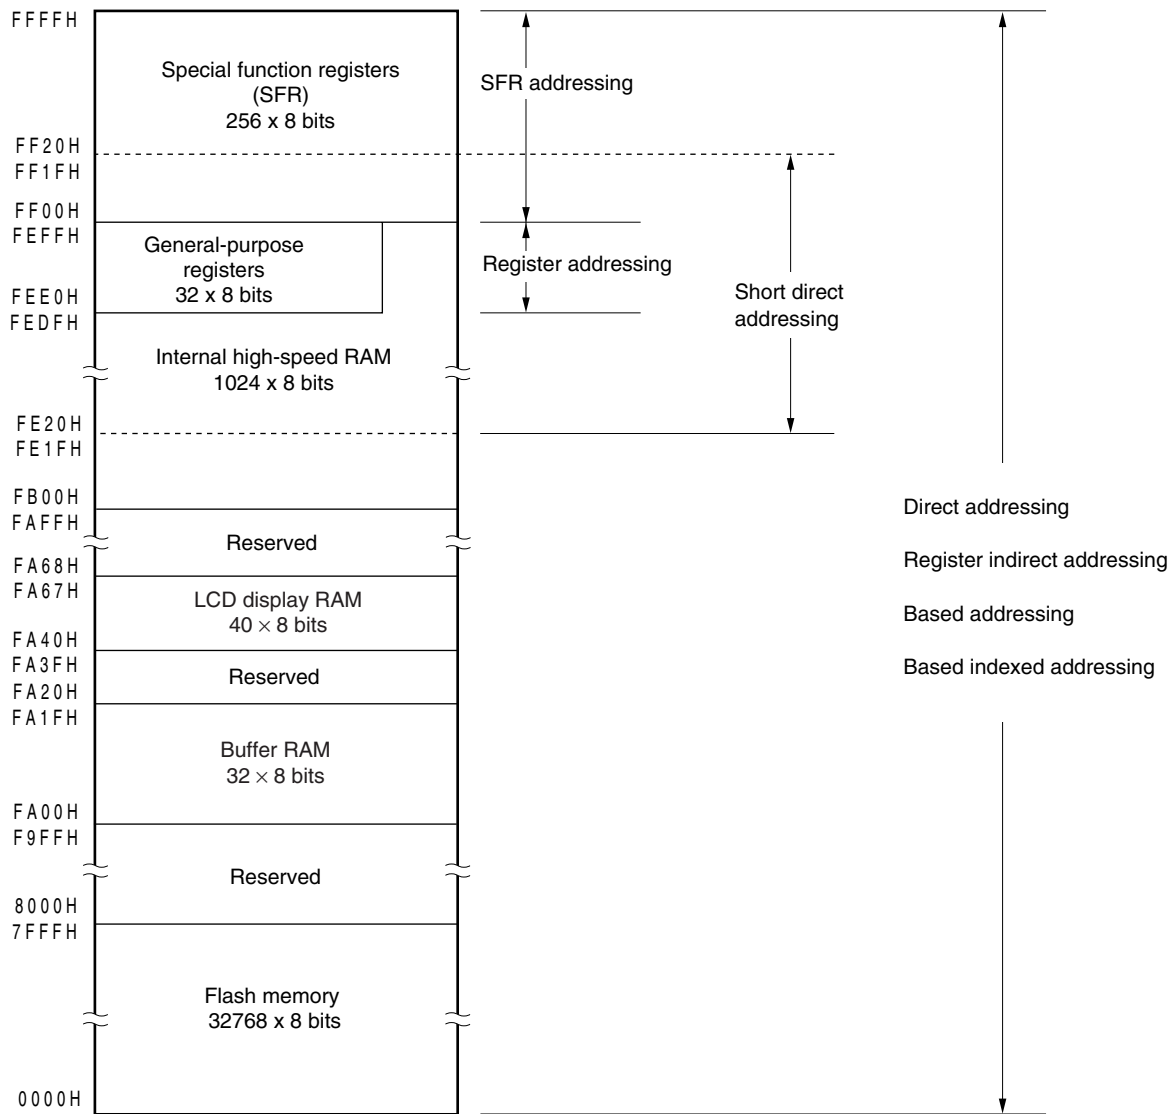 FFFFH
Special function registers
(SFR)
256 x 8 bits
SFR addressing
FF20H
FF1FH
FF00H
FEFFH
General-purpose
registers
32 x 8 bits
Register addressing
FEE0H
FEDFH
Short direct
addressing
Internal high-speed RAM
1024 x 8 bits
FE20H
FE1FH
FB00H
FAFFH
Direct addressing
Reserved
Register indirect addressing
FA68H
FA67H
LCD display RAM
40 × 8 bits
Based addressing
FA40H
FA3FH
Reserved
Based indexed addressing
FA20H
FA1FH
Buffer RAM
32 × 8 bits
FA00H
F9FFH
Reserved
8000H
7FFFH
Flash memory
32768 x 8 bits
0000H